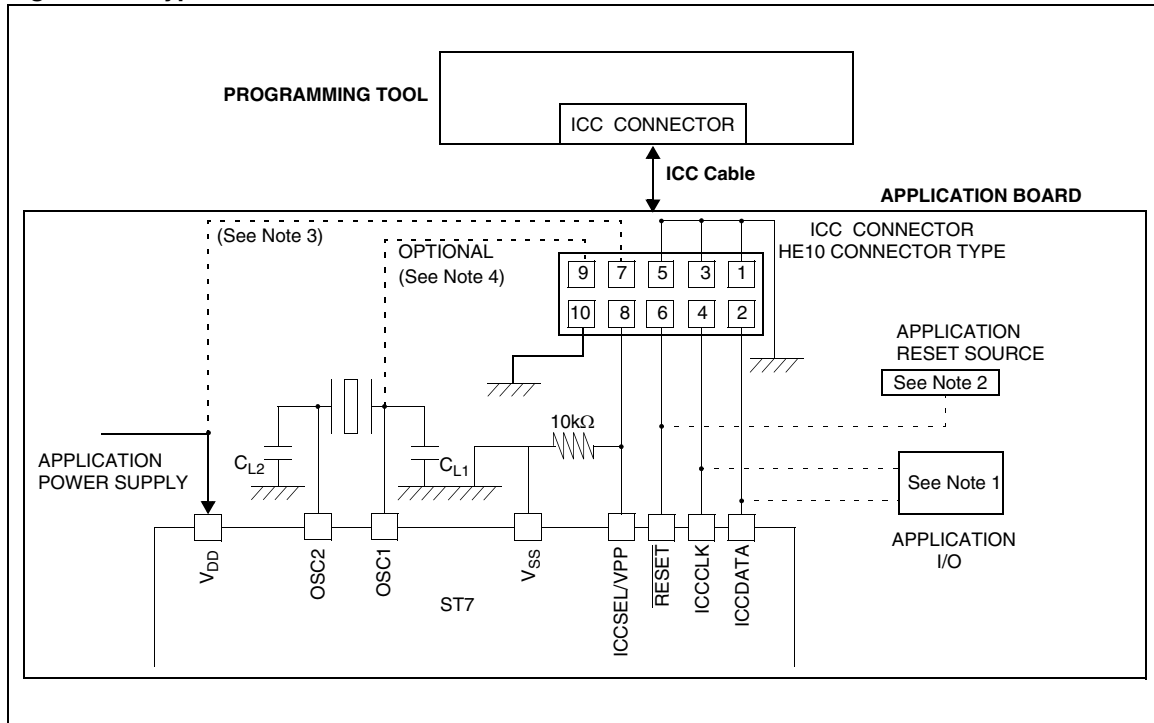 PROGRAMMING TOOL
ICC CONNECTOR
ICC Cable
APPLICATION BOARD
(See Note 3)
OPTIONAL
(See Note 4)
ICC CONNECTOR
HE10 CONNECTOR TYPE
9 7 5 3 1
10 8 6 4 2
APPLICATION
RESET SOURCE
See Note 2
10kΩ
APPLICATION
POWER SUPPLY
CL2
CL1
See Note 1
APPLICATION
I/O
VDD
OSC2
OSC1
VSS
ICCSEL/VPP
RESET
ICCCLK
ICCDATA
ST7